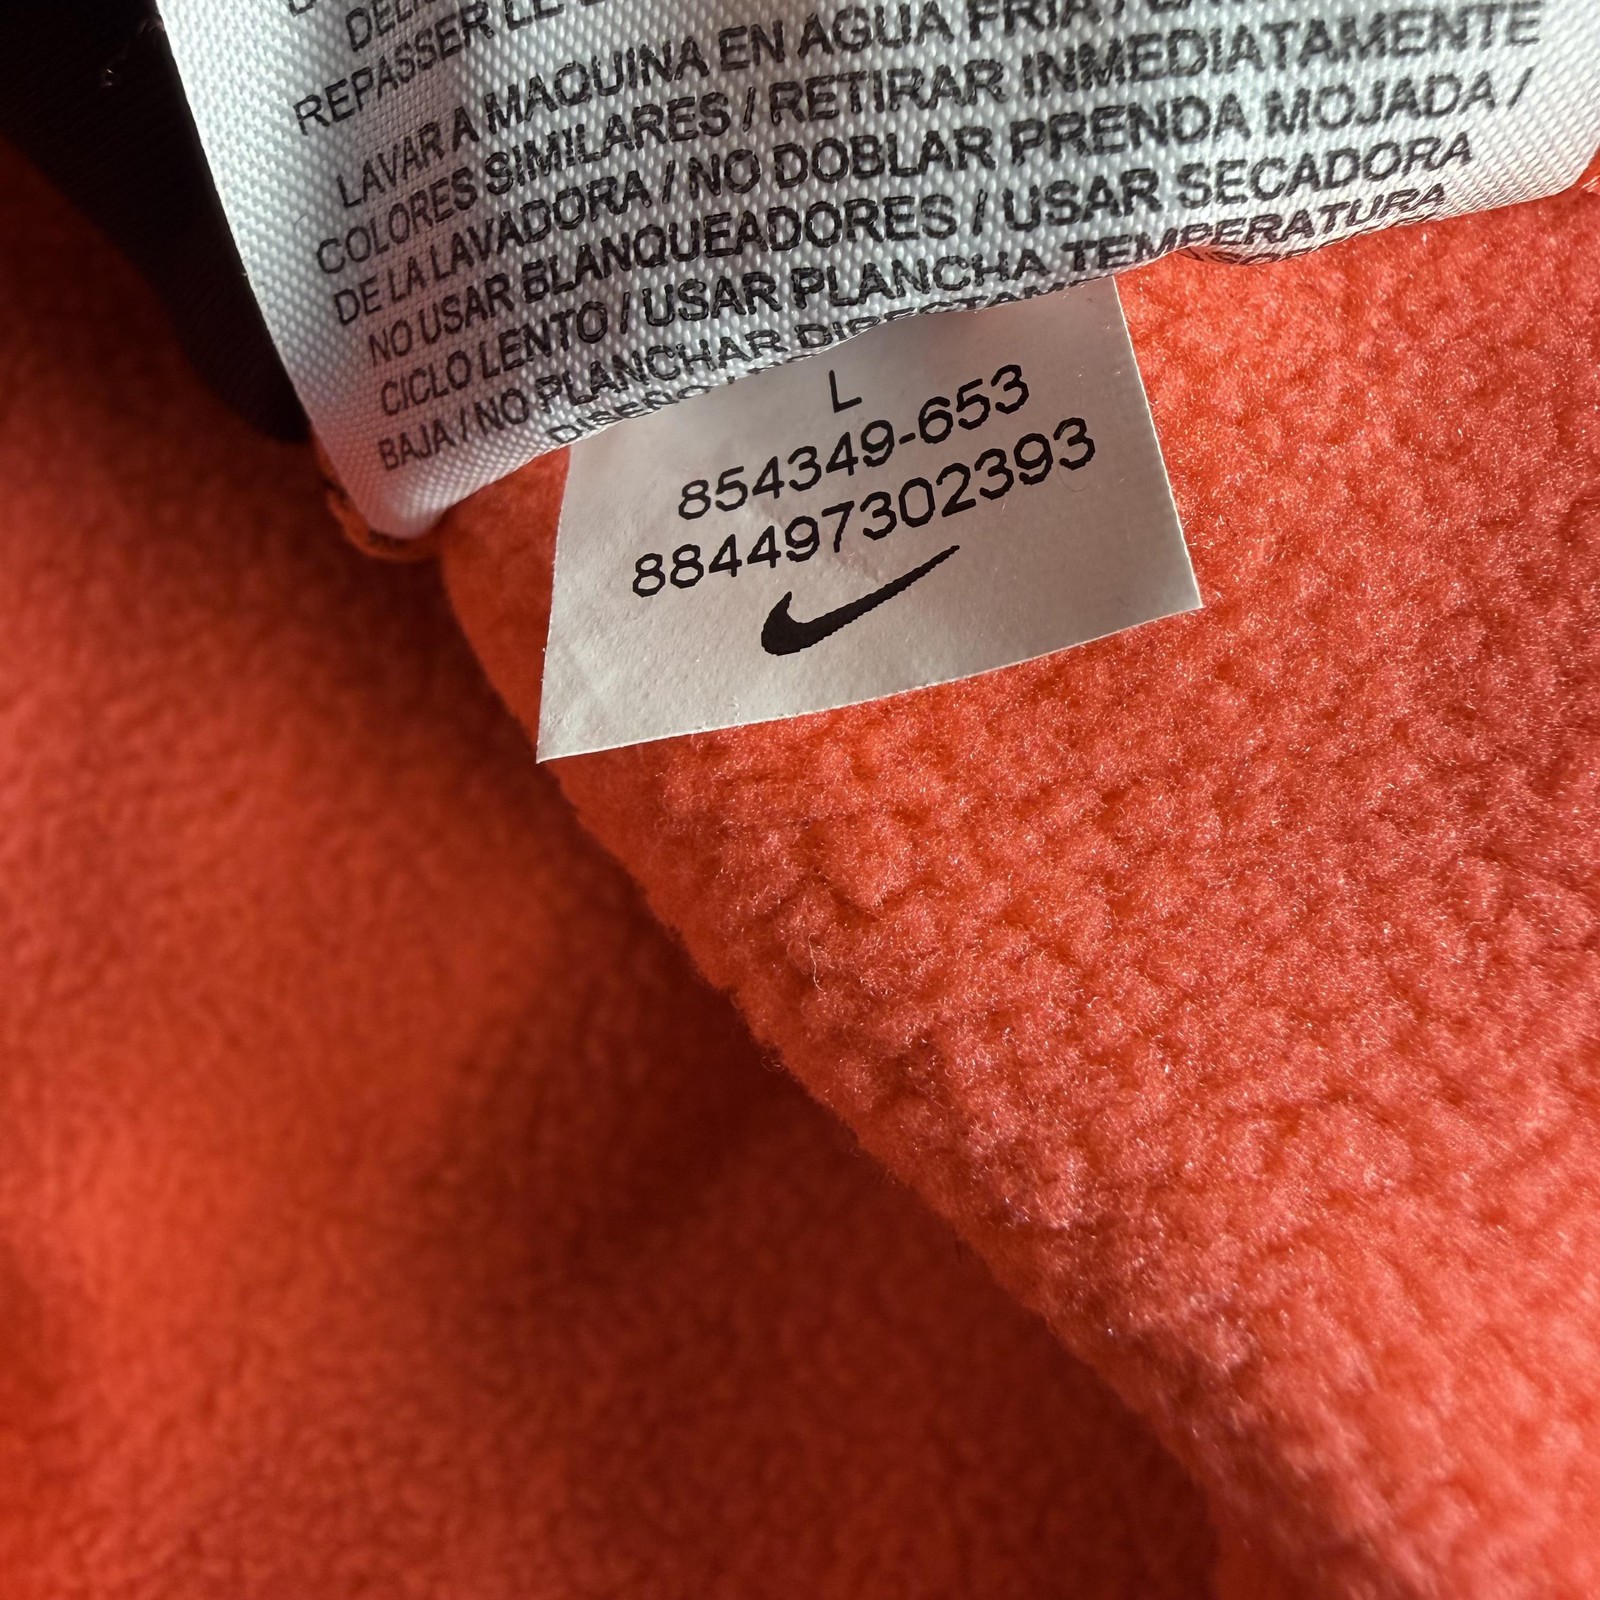 REPASSER LE
LAVAR A MAQUINA EN AGUA FRIA /
COLORES SIMILARES / RETIRAR INMEDIATAMENTE
DE LA LAVADORA / NO DOBLAR PRENDA MOJADA /
NO USAR BLANQUEADORES / USAR SECADORA
CICLO LENTO / USAR PLANCHA TEMPERATURA
BAJA / NO PLANCHAR
L
854349-653
884497302393